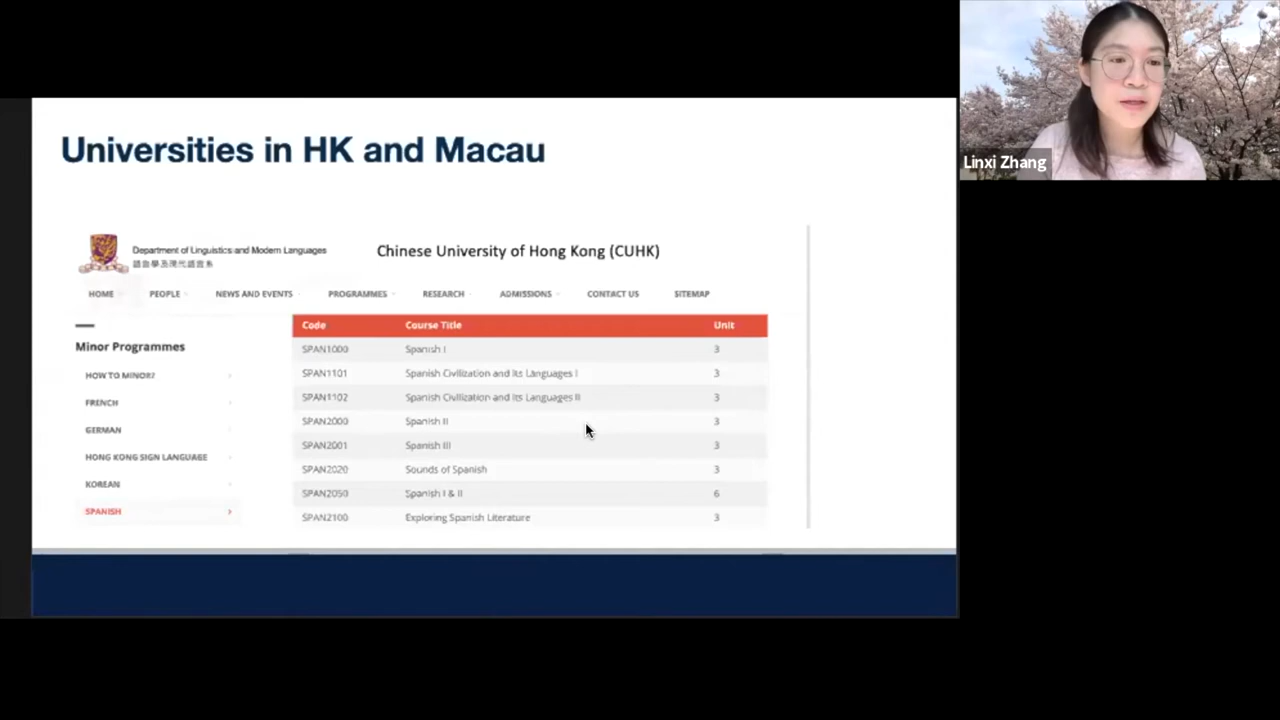 Universities in HK and Macau
Department of Linguistics and Modern Languages
語言學及現代語言系
Chinese University of Hong Kong (CUHK)
HOME PEOPLE NEWS AND EVENTS PROGRAMMES RESEARCH ADMISSIONS CONTACT US SITEMAP
Minor Programmes
HOW TO MINOR?
FRENCH
GERMAN
HONG KONG SIGN LANGUAGE
KOREAN
SPANISH
Code Course Title Unit
SPAN1000 Spanish I 3
SPAN1101 Spanish Civilization and Its Languages I 3
SPAN1102 Spanish Civilization and Its Languages II 3
SPAN2000 Spanish II 3
SPAN2001 Spanish III 3
SPAN2020 Sounds of Spanish 3
SPAN2050 Spanish I & II 6
SPAN2100 Exploring Spanish Literature 3
Linxi Zhang